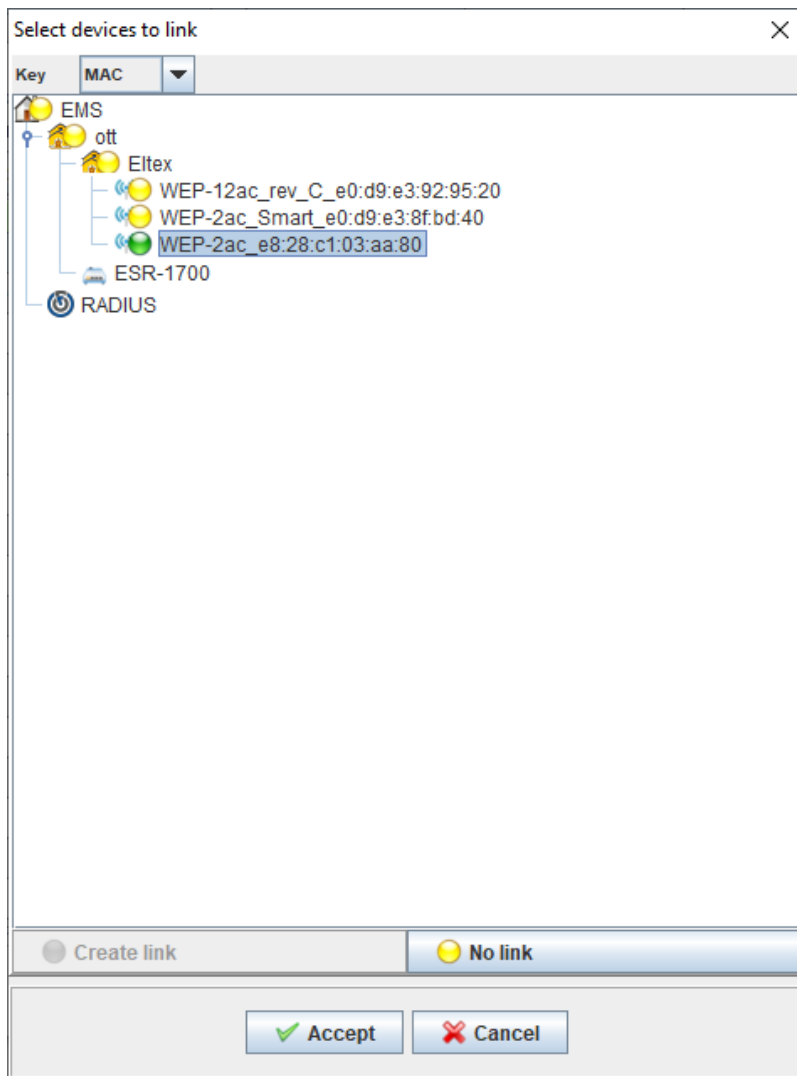 Select devices to link
Key MAC
EMS
ott
Eltex
WEP-12ac_rev_C_e0:d9:e3:92:95:20
WEP-2ac_Smart_e0:d9:e3:8f:bd:40
WEP-2ac_e8:28:c1:03:aa:80
ESR-1700
RADIUS
Create link No link
Accept Cancel